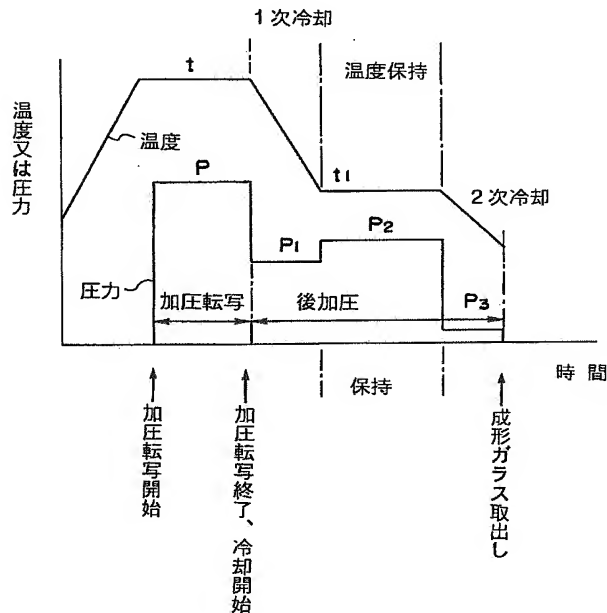 1次冷却
t
温度保持
温度又は圧力
温度
P
t1
2次冷却
P1
P2
圧力
加圧転写
後加圧
P3
時間
保持
加圧転写開始
加圧転写終了、冷却開始
成形ガラス取出し